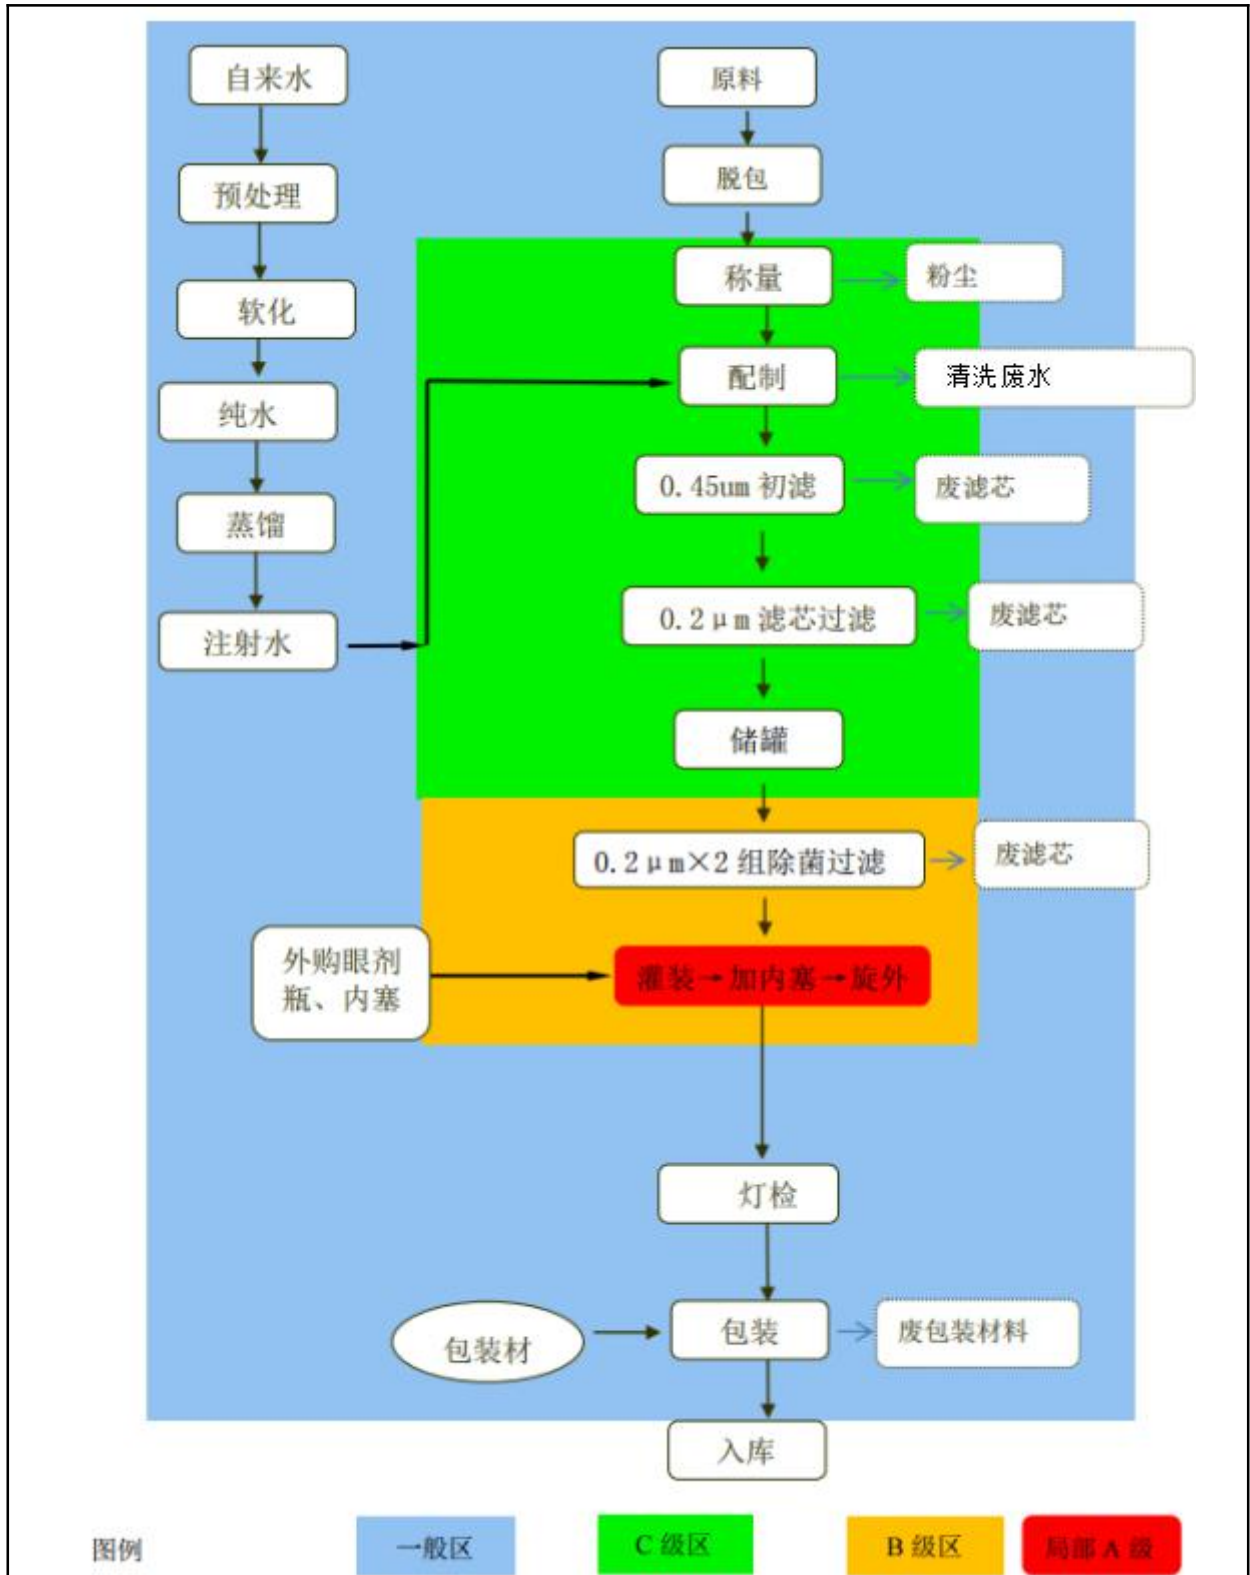 自来水
预处理
软化
纯水
蒸馏
注射水
原料
脱包
称量
粉尘
配制
清洗废水
0.45um 初滤
废滤芯
0.2μm 滤芯过滤
废滤芯
储罐
0.2μm×2 组除菌过滤
废滤芯
外购眼剂
瓶、内塞
灌装→加内塞→旋外
灯检
包装材
包装
废包装材料
入库
图例
一般区
C 级区
B 级区
局部 A 级